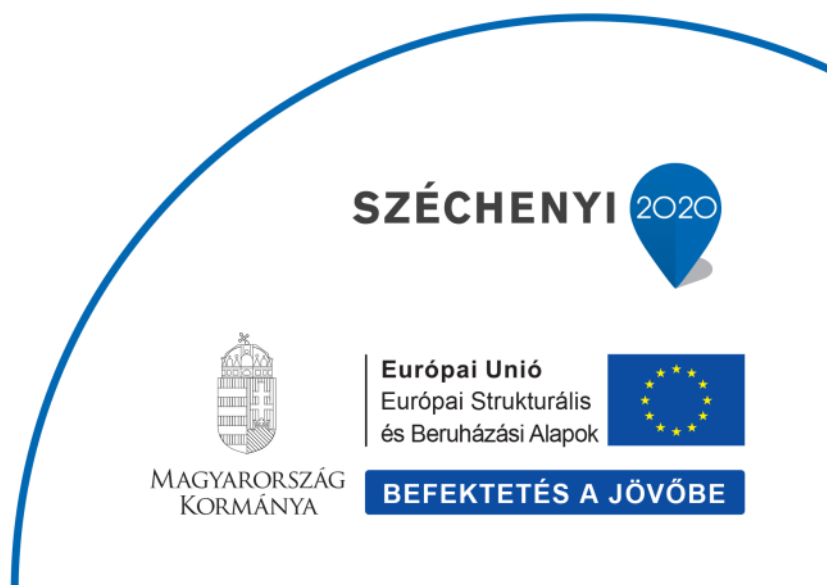 SZÉCHENYI 2020
Európai Unió
Európai Strukturális
és Beruházási Alapok
MAGYARORSZÁG
KORMÁNYA
BEFEKTETÉS A JÖVŐBE